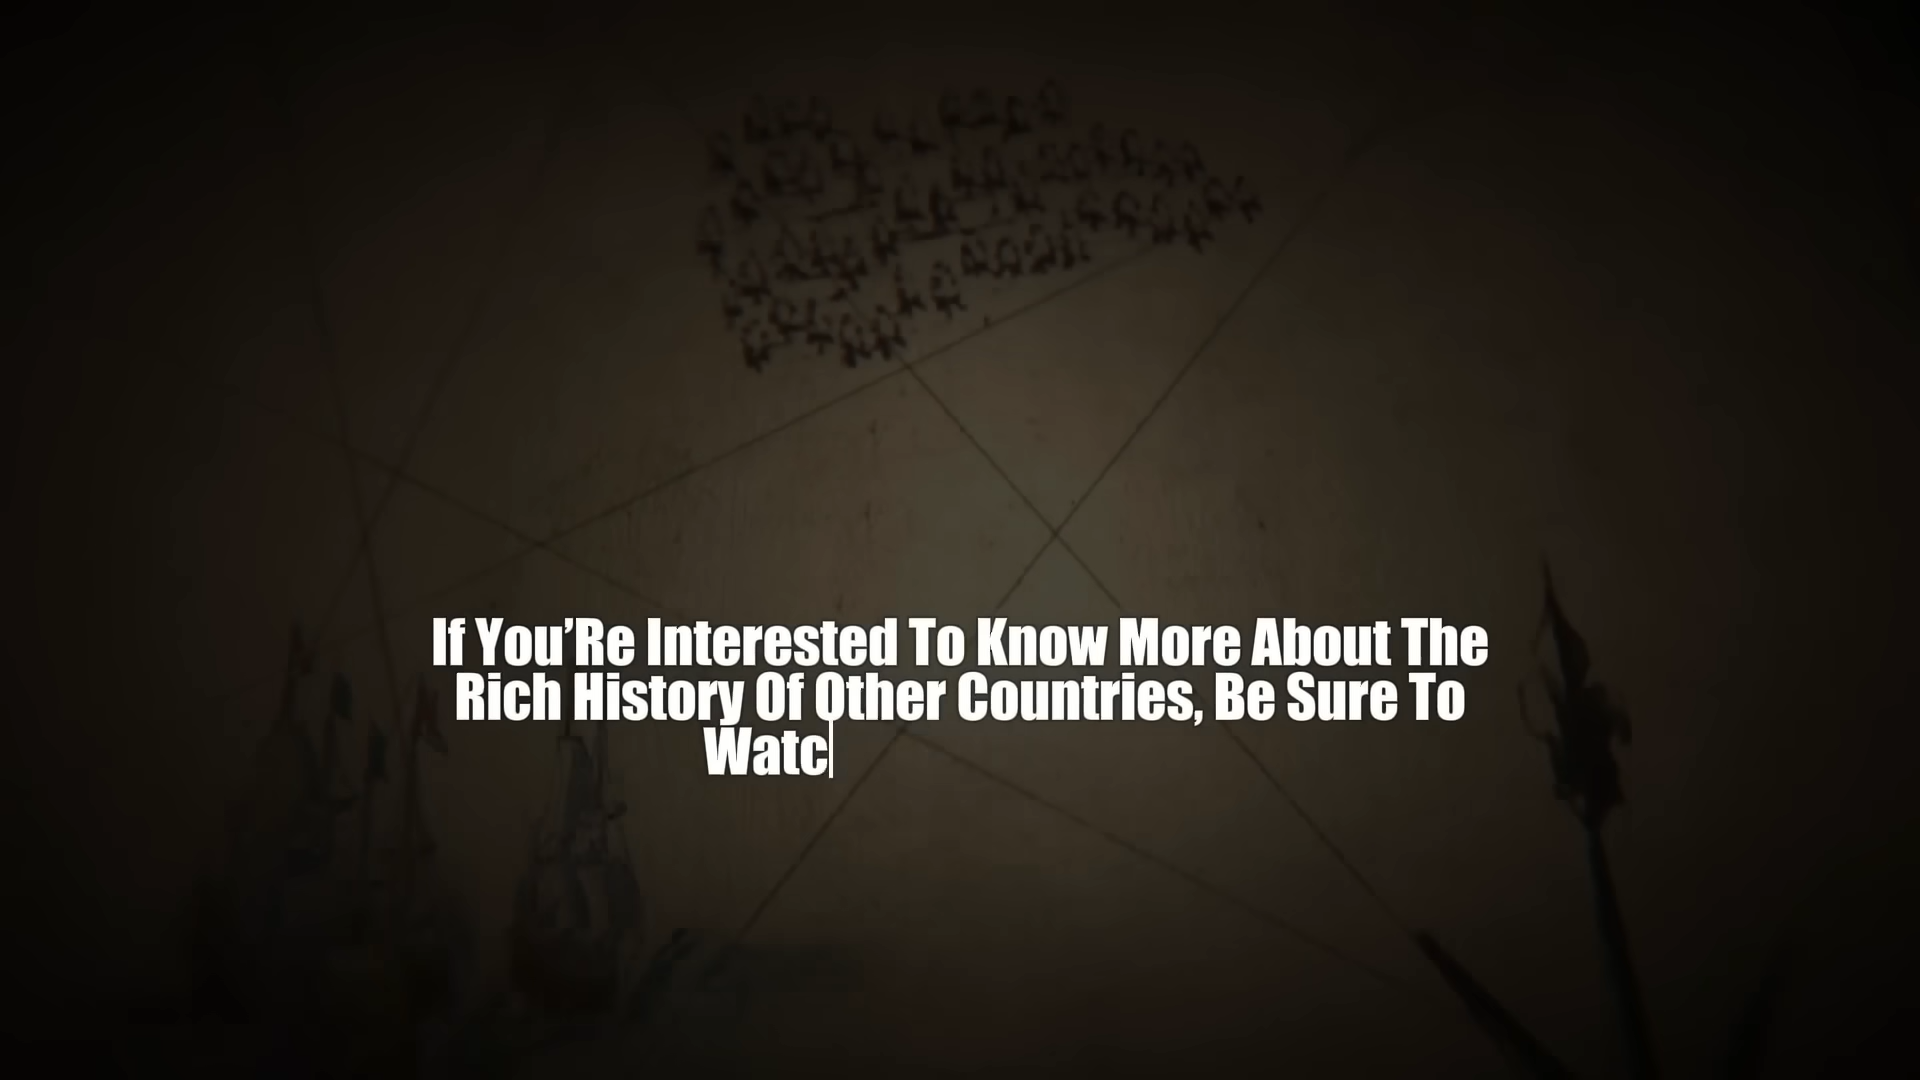 If You’Re Interested To Know More About The
Rich History Of Other Countries, Be Sure To
Watc